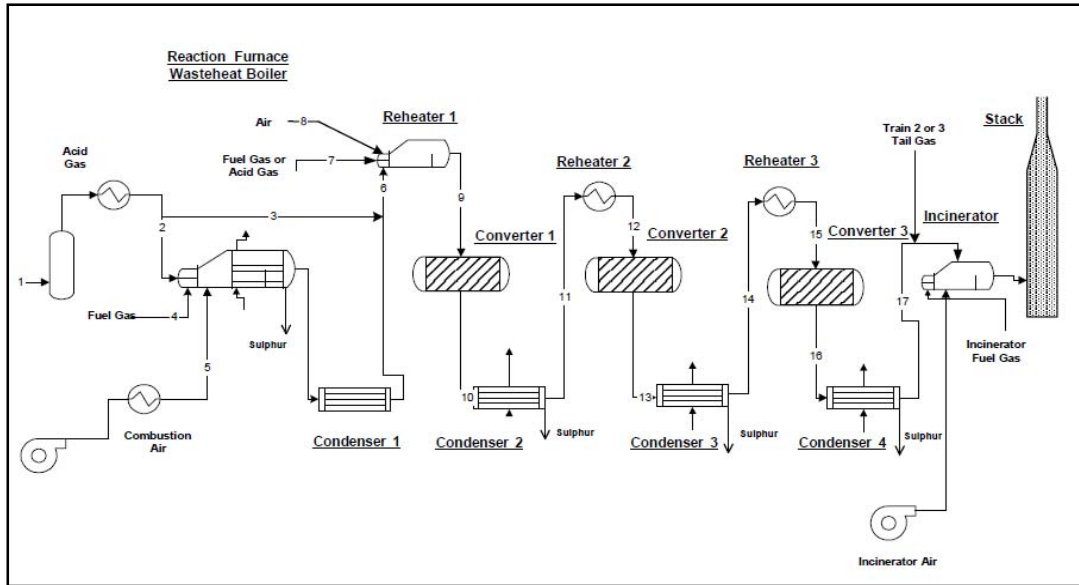 Reaction Furnace
Wasteheat Boiler
Air
8
Reheater 1
Fuel Gas or
Acid Gas
7
6
9
Acid
Gas
1
2
3
Fuel Gas
4
5
Sulphur
Combustion
Air
Condenser 1
Converter 1
10
Condenser 2
Sulphur
11
Reheater 2
12
Converter 2
13
Condenser 3
Sulphur
14
Reheater 3
15
Converter 3
16
Condenser 4
Sulphur
17
Train 2 or 3
Tail Gas
Incinerator
Stack
Incinerator
Fuel Gas
Incinerator Air